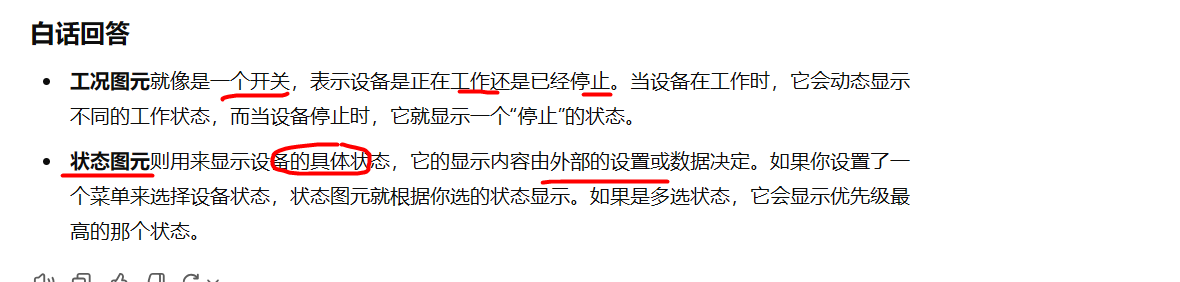 白话回答
工况图元就像是一个开关，表示设备是正在工作还是已经停止。当设备在工作时，它会动态显示
不同的工作状态，而当设备停止时，它就显示一个“停止”的状态。
状态图元则用来显示设备的具体状态，它的显示内容由外部的设置或数据决定。如果你设置了一
个菜单来选择设备状态，状态图元就根据你选的状态显示。如果是多选状态，它会显示优先级最
高的那个状态。